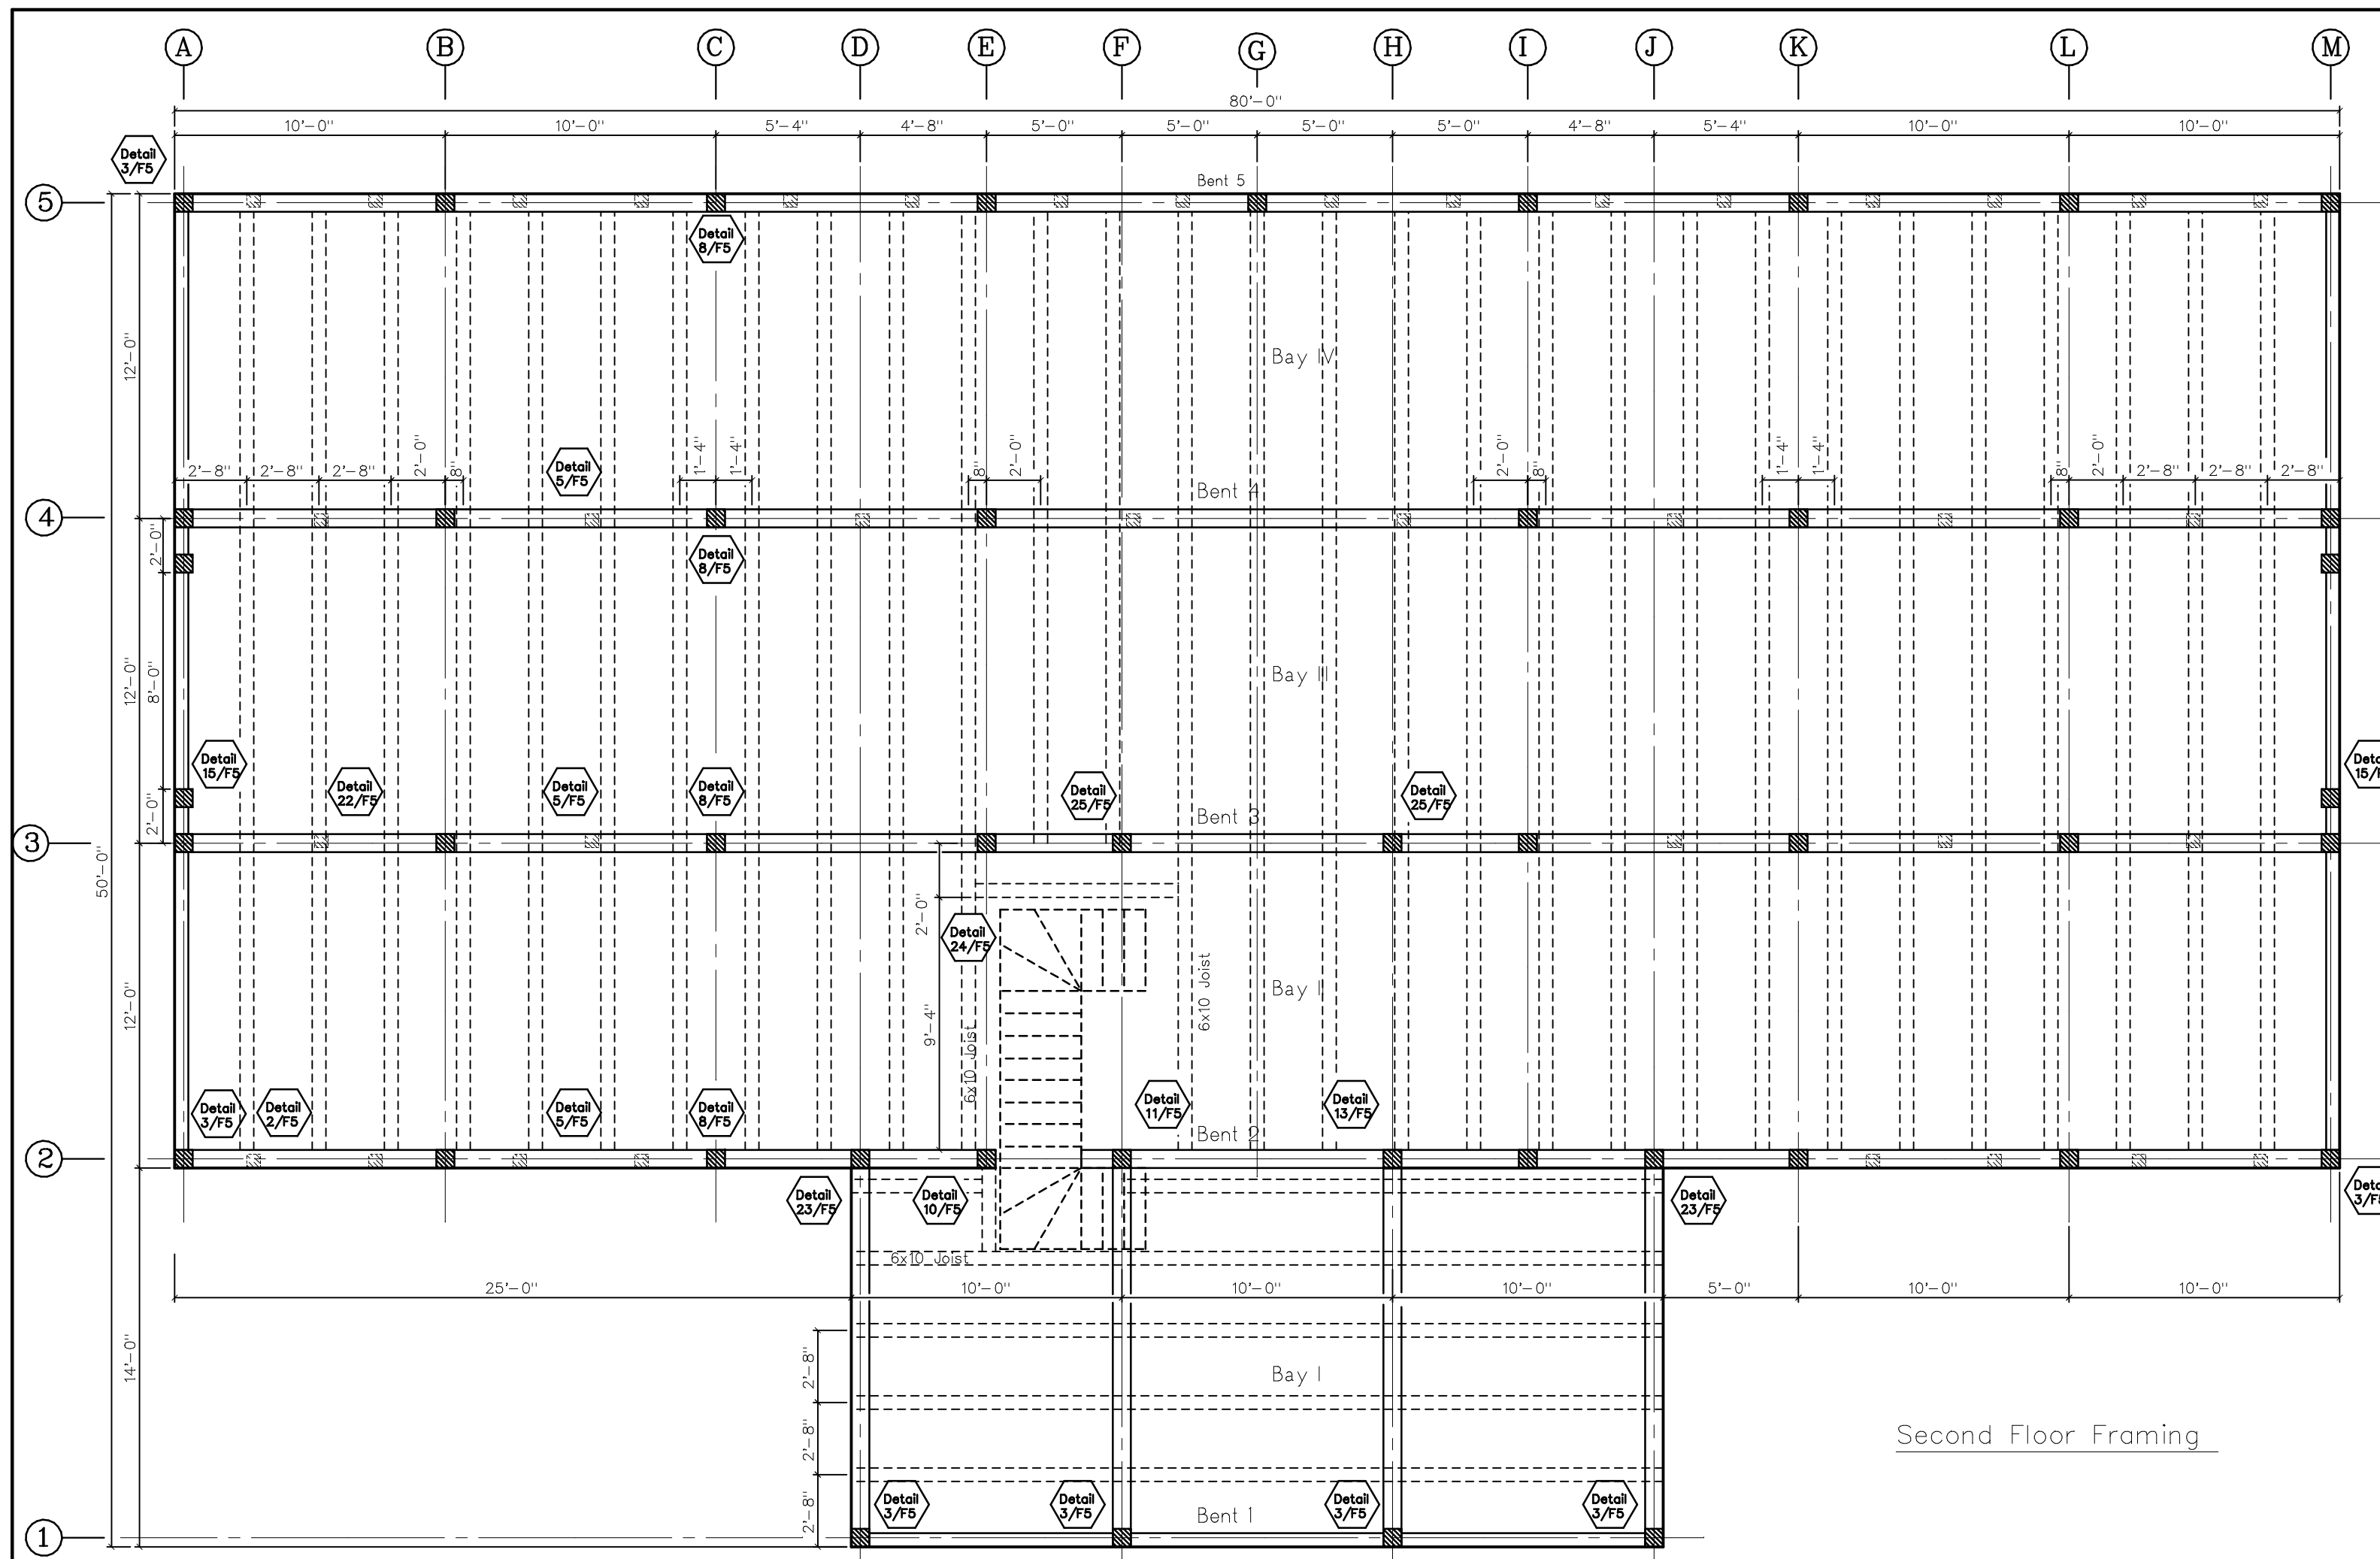 A B C D E F G H I J K L M
80'-0"
10'-0" 10'-0" 5'-4" 4'-8" 5'-0" 5'-0" 5'-0" 5'-0" 4'-8" 5'-4" 10'-0" 10'-0"
Detail
3/F5
Bent 5
5
Detail
8/F5
12'-0"
Bay IV
2'-8" 2'-8" 2'-8" 2'-0" 8"
Detail
5/F5
1'-4" 1'-4"
8" 2'-0"
2'-0" 8"
1'-4" 1'-4"
8" 2'-0" 2'-8" 2'-8" 2'-8"
Bent 4
4
2'-0"
Detail
8/F5
12'-0"
8'-0"
Bay III
Detail
15/F5
Detail
22/F5
Detail
5/F5
Detail
8/F5
Detail
25/F5
Detail
25/F5
2'-0"
Bent 3
3
50'-0"
2'-0"
Detail
24/F5
12'-0"
9'-4"
6x10 Joist
6x10 Joist
Detail
3/F5
Detail
2/F5
Detail
5/F5
Detail
8/F5
Detail
11/F5
Detail
13/F5
Bent 2
2
Detail
23/F5
Detail
10/F5
Detail
23/F5
6x10 Joist
25'-0" 10'-0" 10'-0" 10'-0" 5'-0" 10'-0" 10'-0"
14'-0"
2'-8"
Bay I
2'-8"
Second Floor Framing
2'-8"
Detail
3/F5
Detail
3/F5
Detail
3/F5
Detail
3/F5
Bent 1
1